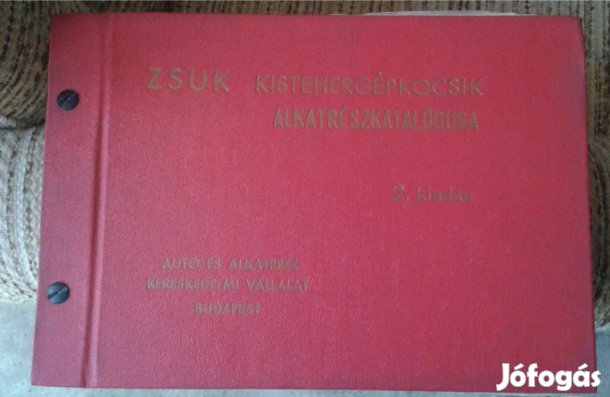 ZSUK KISTEHERGÉPKOCSIK
ALKATRÉSZKATALÓGUSA
2. kiadás
AUTÓ ÉS ALKATRÉSZ
KERESKEDELMI VÁLLALAT
BUDAPEST
Jófogás